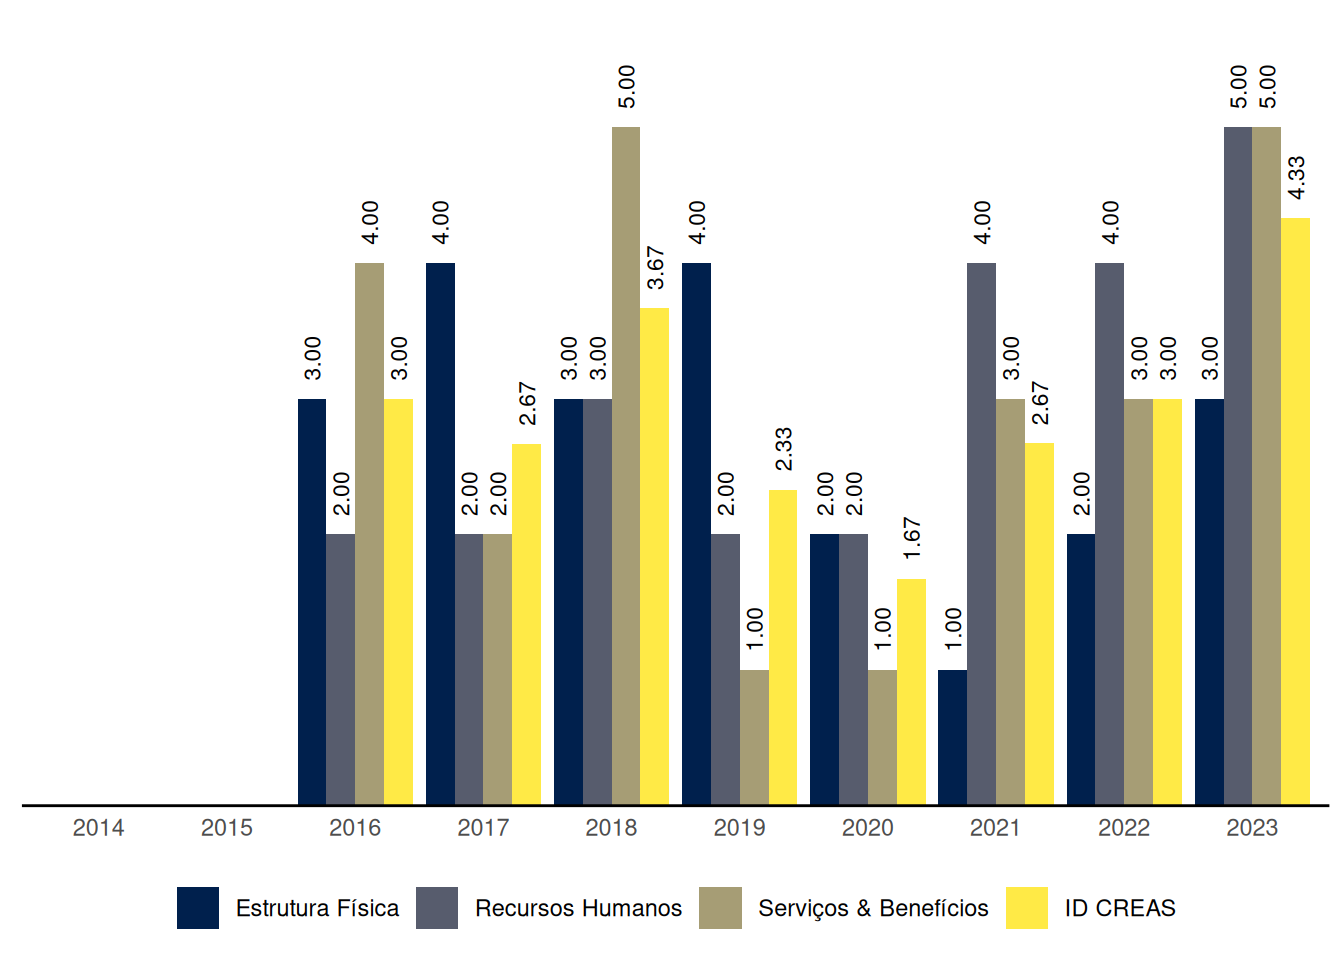 5.00 5.00 5.00
4.33
4.00 4.00 4.00 4.00 4.00
3.67
3.00 3.00 3.00 3.00 3.00 3.00 3.00 3.00
2.67 2.67
2.33
2.00 2.00 2.00 2.00 2.00 2.00 2.00
1.67
1.00 1.00 1.00
2014 2015 2016 2017 2018 2019 2020 2021 2022 2023
Estrutura Física Recursos Humanos Serviços & Benefícios ID CREAS